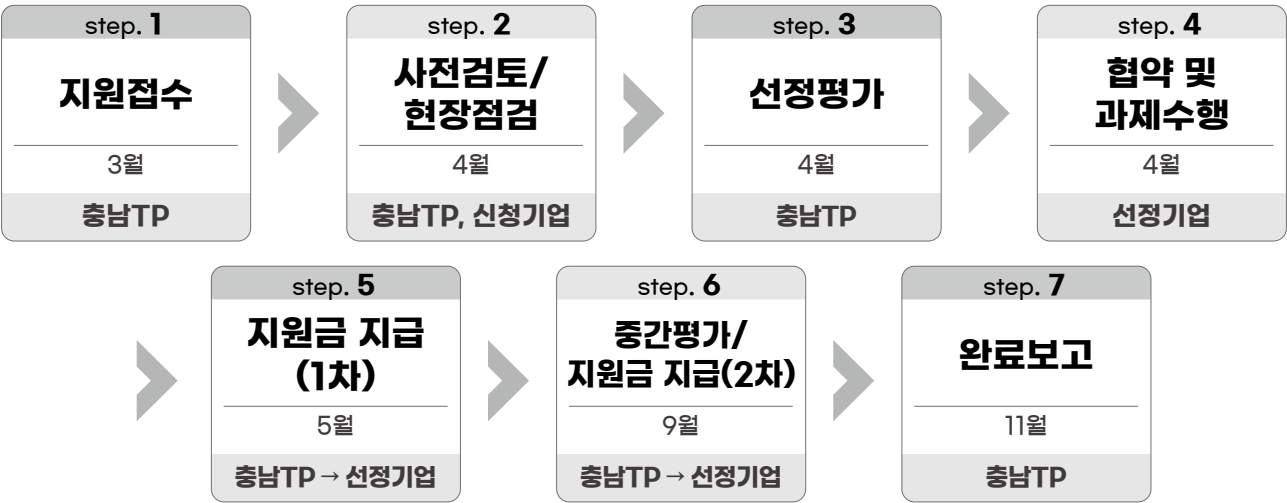 step. 1
지원접수
3월
충남TP
step. 2
사전검토/
현장점검
4월
충남TP, 신청기업
step. 3
선정평가
4월
충남TP
step. 4
협약 및
과제수행
4월
선정기업
step. 5
지원금 지급
(1차)
5월
충남TP → 선정기업
step. 6
중간평가/
지원금 지급(2차)
9월
충남TP → 선정기업
step. 7
완료보고
11월
충남TP